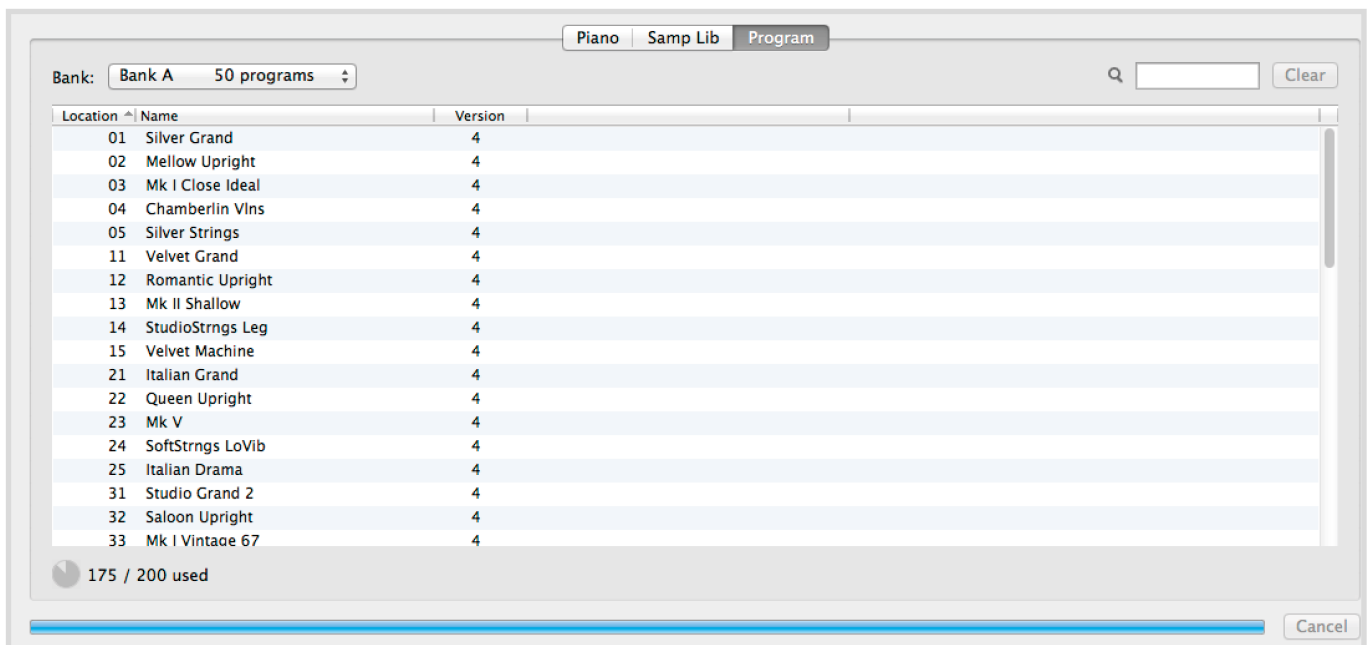 Piano Samp Lib Program
Bank: Bank A 50 programs Clear
Location Name Version
01 Silver Grand 4
02 Mellow Upright 4
03 Mk I Close Ideal 4
04 Chamberlin Vlns 4
05 Silver Strings 4
11 Velvet Grand 4
12 Romantic Upright 4
13 Mk II Shallow 4
14 StudioStrngs Leg 4
15 Velvet Machine 4
21 Italian Grand 4
22 Queen Upright 4
23 Mk V 4
24 SoftStrngs LoVib 4
25 Italian Drama 4
31 Studio Grand 2 4
32 Saloon Upright 4
33 Mk I Vintage 67 4
175 / 200 used
Cancel